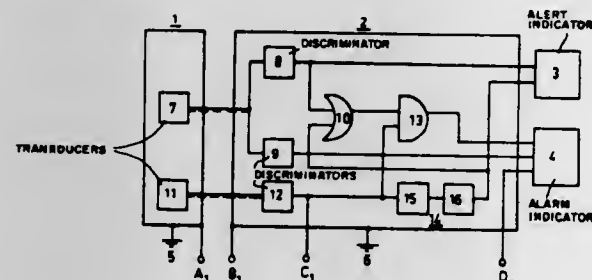 1
2
DISCRIMINATOR
ALERT
INDICATOR
8
3
7
10
13
TRANSDUCERS
9
4
DISCRIMINATORS
11
12
15
16
ALARM
INDICATOR
14
5
6
A₁
B₁
C₁
D